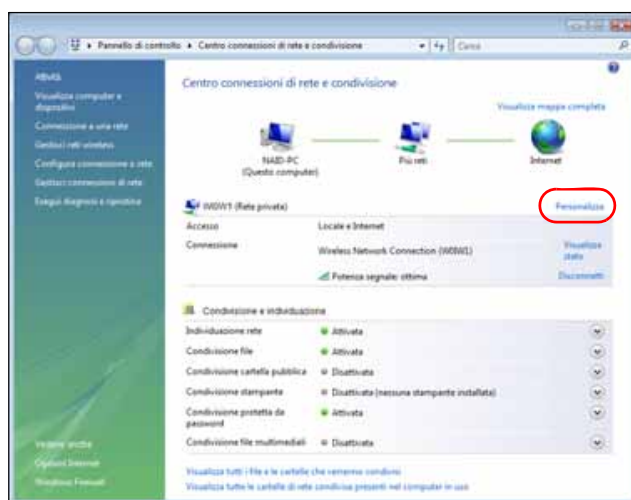 Pannello di controllo ▸ Centro connessioni di rete e condivisione
Cerca
Attività
Visualizza computer e
dispositivi
Connessione a una rete
Gestisci reti wireless
Configura connessione o rete
Gestisci connessioni di rete
Esegui diagnosi e ripristina
Vedere anche
Opzioni Internet
Windows Firewall
Centro connessioni di rete e condivisione
Visualizza mappa completa
NAID-PC
(Questo computer)
Più reti
Internet
(Rete privata)
Personalizza
Accesso
Locale e Internet
Connessione
Wireless Network Connection
Visualizza
stato
Potenza segnale: ottima
Disconnetti
Condivisione e individuazione
Individuazione rete
Attivata
Condivisione file
Attivata
Condivisione cartella pubblica
Disattivata
Condivisione stampante
Disattivata (nessuna stampante installata)
Condivisione protetta da
password
Attivata
Condivisione file multimediali
Disattivata
Visualizza tutti i file e le cartelle che verranno condivisi
Visualizza tutte le cartelle di rete condivise presenti nel computer in uso